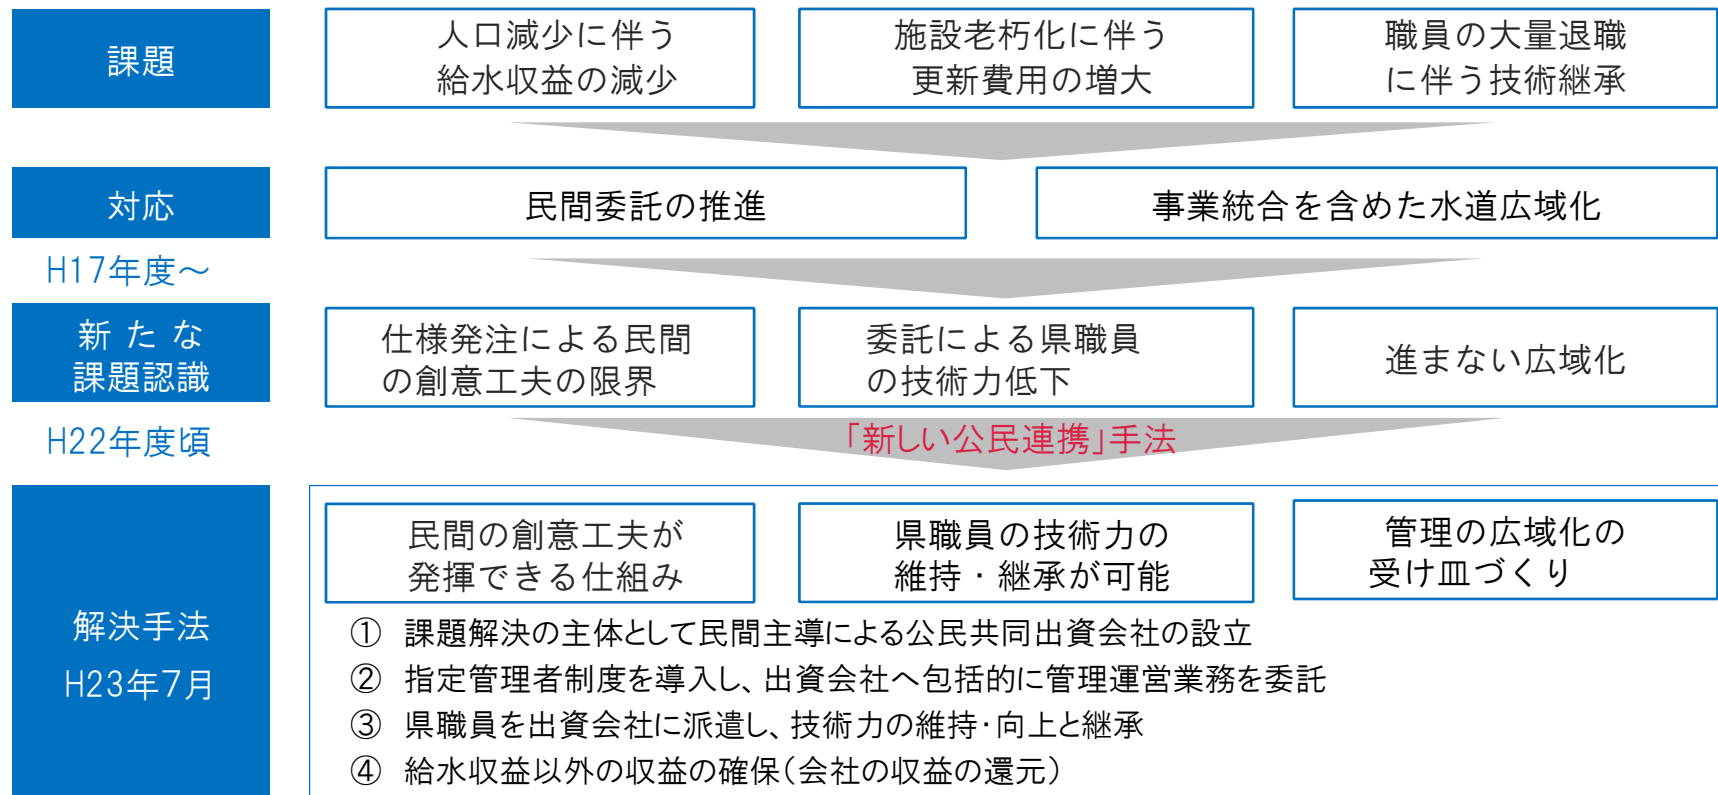 課題
人口減少に伴う
給水収益の減少
施設老朽化に伴う
更新費用の増大
職員の大量退職
に伴う技術継承
対応
民間委託の推進
事業統合を含めた水道広域化
H17年度～
新たな
課題認識
仕様発注による民間
の創意工夫の限界
委託による県職員
の技術力低下
進まない広域化
H22年度頃
「新しい公民連携」手法
解決手法
H23年7月
民間の創意工夫が
発揮できる仕組み
県職員の技術力の
維持・継承が可能
管理の広域化の
受け皿づくり
① 課題解決の主体として民間主導による公民共同出資会社の設立
② 指定管理者制度を導入し、出資会社へ包括的に管理運営業務を委託
③ 県職員を出資会社に派遣し、技術力の維持・向上と継承
④ 給水収益以外の収益の確保（会社の収益の還元）